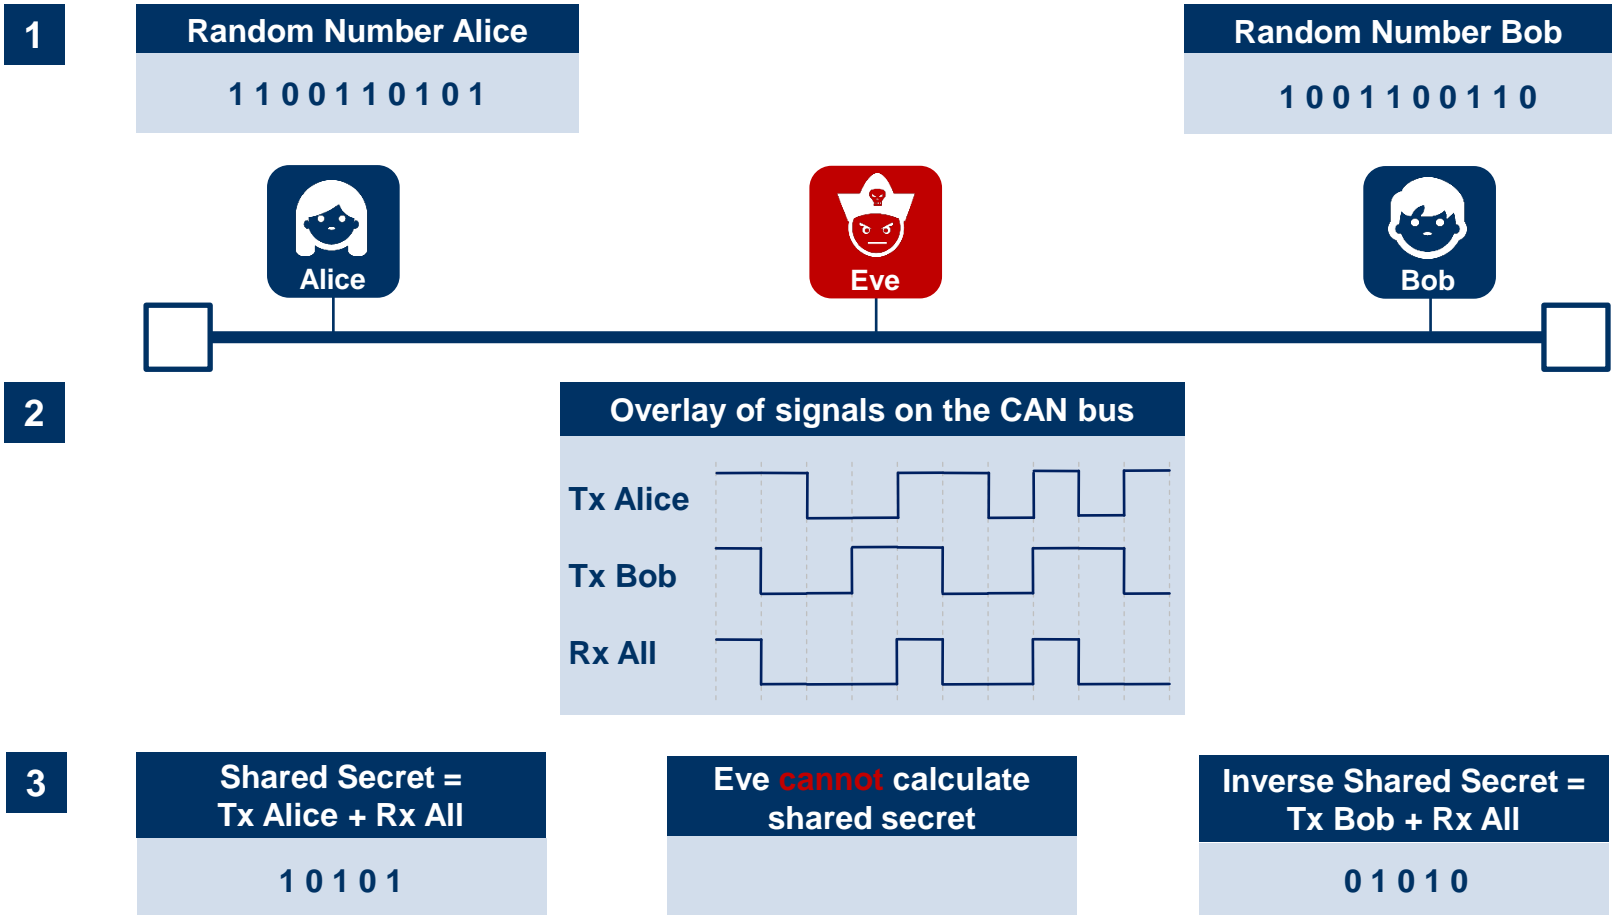 1
Random Number Alice
1 1 0 0 1 1 0 1 0 1
Random Number Bob
1 0 0 1 1 0 0 1 1 0
Alice
Eve
Bob
2
Overlay of signals on the CAN bus
Tx Alice
Tx Bob
Rx All
3
Shared Secret =
Tx Alice + Rx All
1 0 1 0 1
Eve cannot calculate
shared secret
Inverse Shared Secret =
Tx Bob + Rx All
0 1 0 1 0